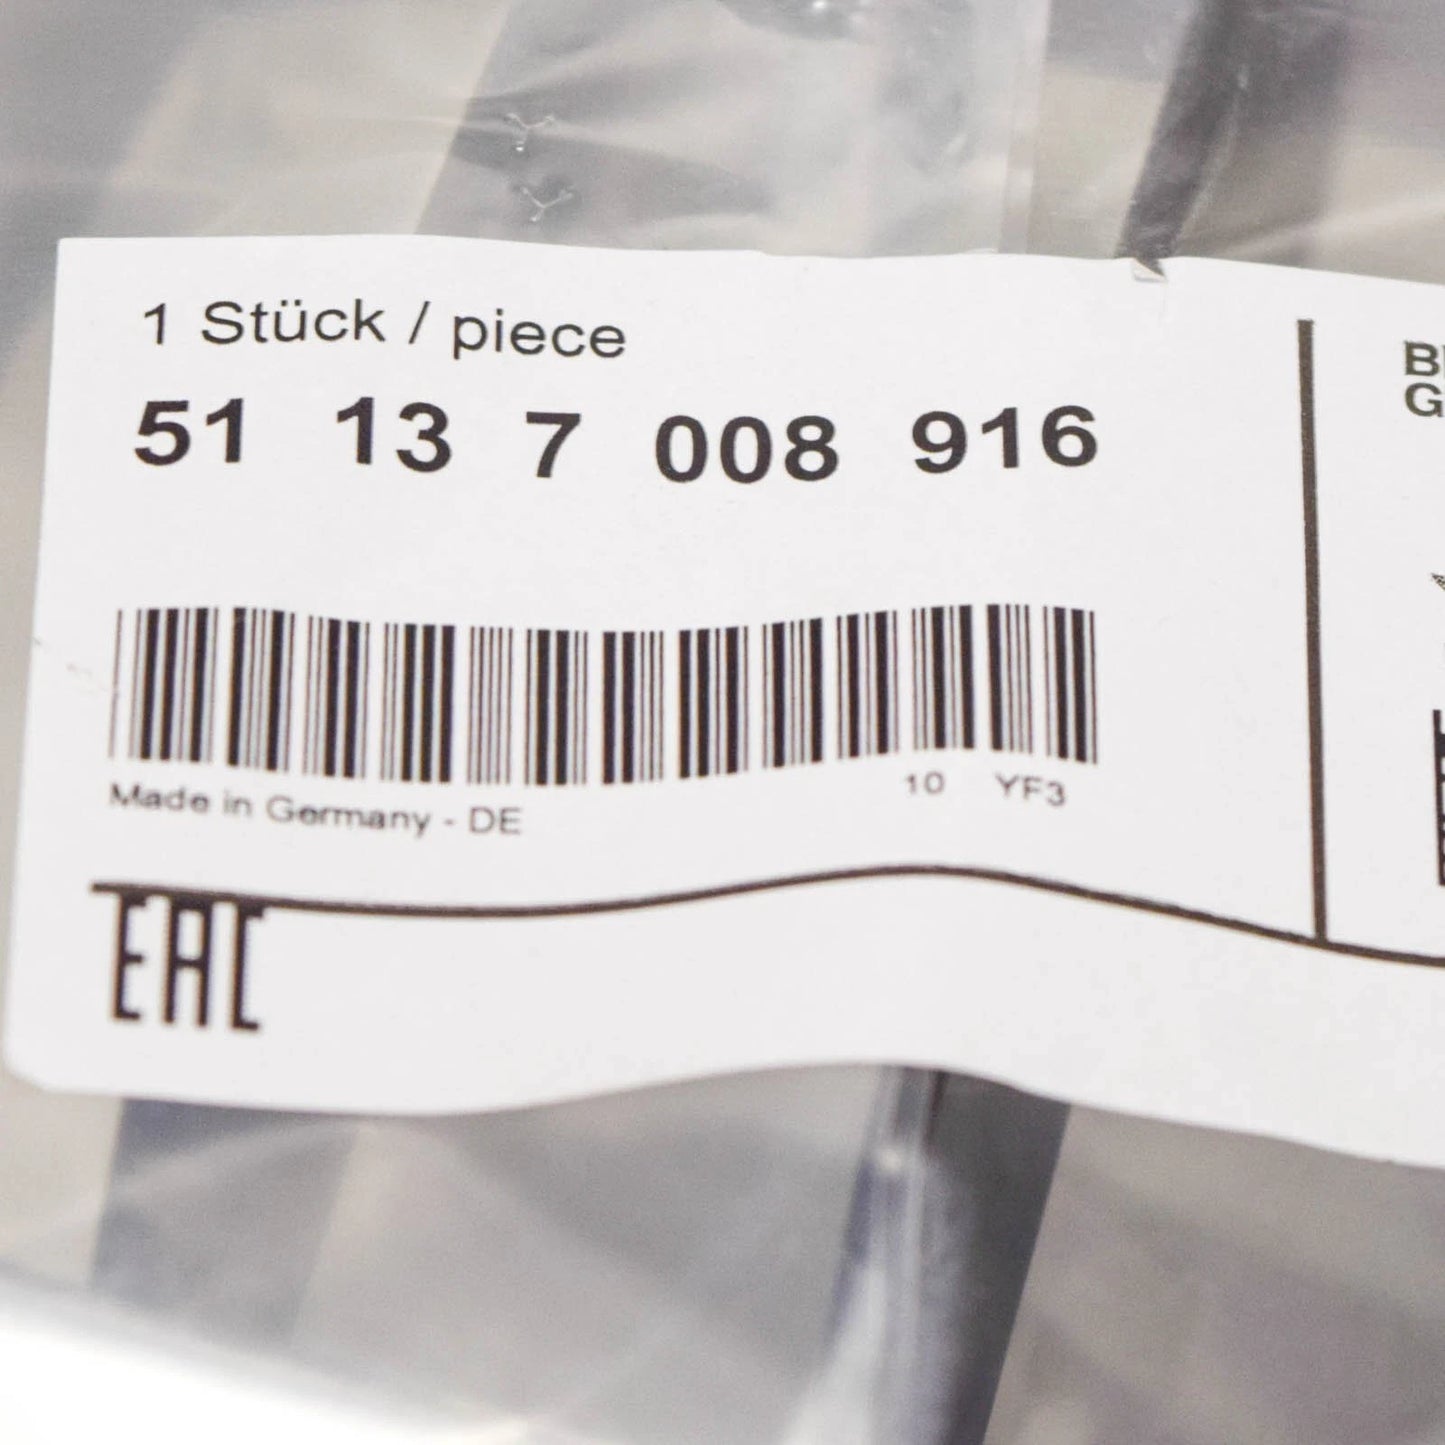 1 Stück / piece
51 13 7 008 916
10 YF3
Made in Germany - DE
EAC